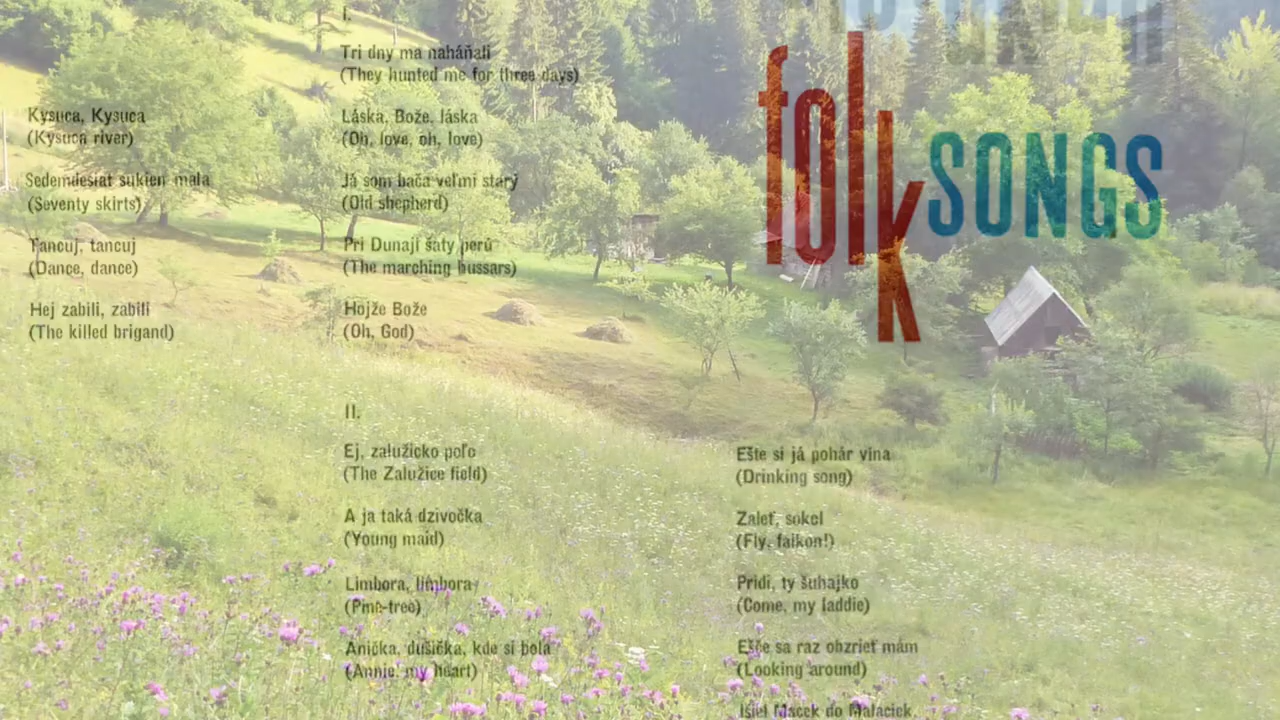 folk
SONGS
I.
Tri dny ma naháňali
(They hunted me for three days)
Kysuca, Kysuca
(Kysuca river)
Láska, Bože, láska
(Oh, love, oh, love)
Sedemdesiat sukien mala
(Seventy skirts)
Já som bača veľmi starý
(Old shepherd)
Tancuj, tancuj
(Dance, dance)
Pri Dunaji šaty perú
(The marching hussars)
Hej zabili, zabili
(The killed brigand)
Hojže Bože
(Oh, God)
II.
Ej, zalužicko poľo
(The Zalužice field)
A ja taká dzivočka
(Young maid)
Limbora, limbora
(Pine-tree)
Anička, dušička, kde si bola
(Annie, my heart)
Ešte si já pohár vína
(Drinking song)
Zaleť, sokol
(Fly, falkon!)
Pridi, ty šuhajko
(Come, my laddie)
Ešče sa raz obzrieť mám
(Looking around)
Išiel Macek do Malaciek,